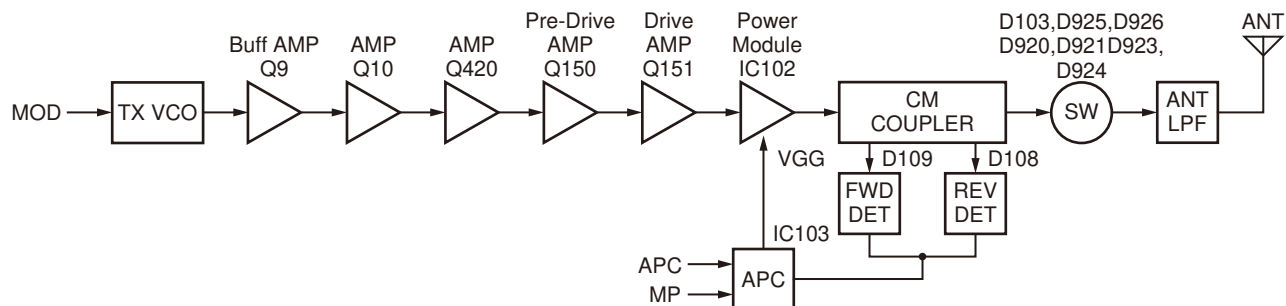 Buff AMP
Q9
AMP
Q10
AMP
Q420
Pre-Drive
AMP
Q150
Drive
AMP
Q151
Power
Module
IC102
D103,D925,D926
D920,D921D923,
D924
ANT
MOD
TX VCO
CM
COUPLER
SW
ANT
LPF
VGG
D109
D108
FWD
DET
REV
DET
IC103
APC
MP
APC